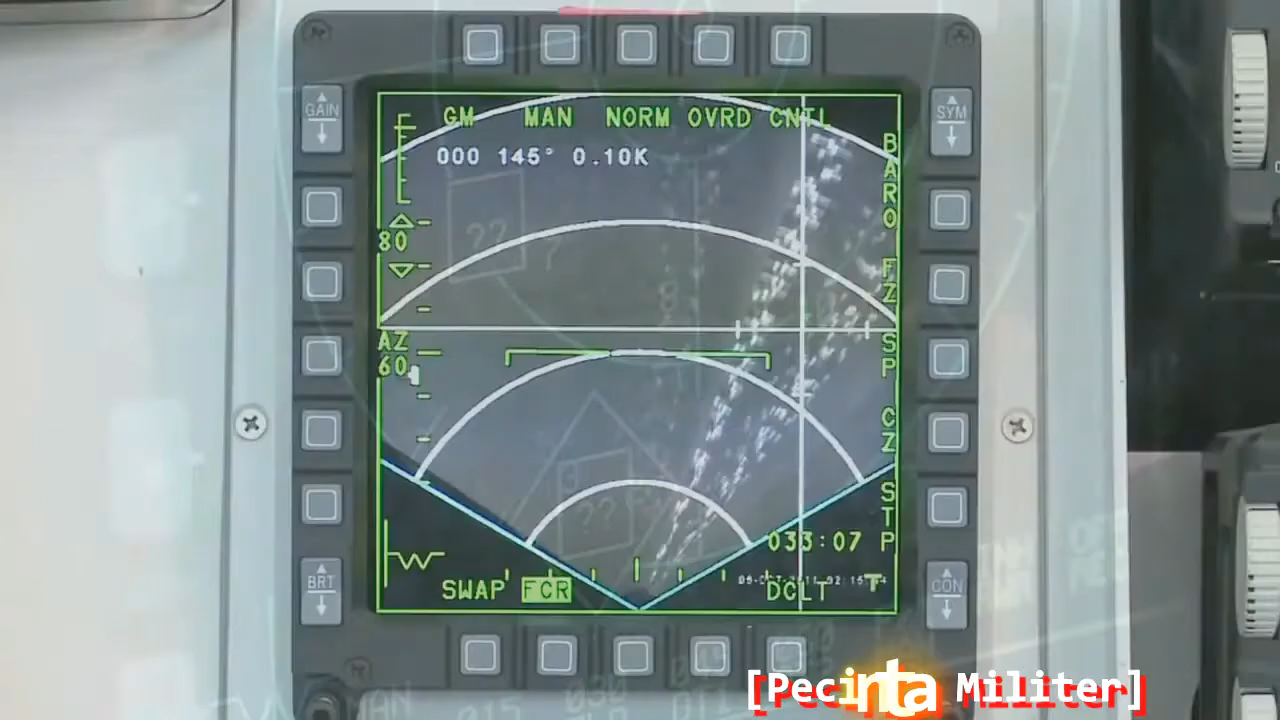 GM MAN NORM OVRD CNTL
GAIN
SYM
000 145° 0.10K
BARO
80
FZ
AZ
60
SP
CZ
STP
033:07
BRT
CON
SWAP FCR DCLT
[Pecinta Militer]